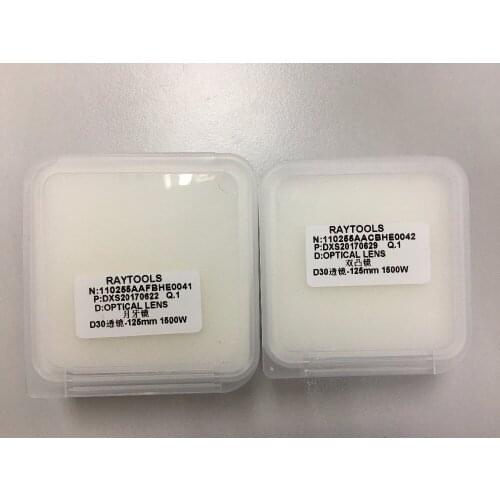 RAYTOOLS
N:110255AAFBHE0041
P:DXS20170622 Q.1
D:OPTICAL LENS
月牙镜
D30透镜-125mm 1500W
RAYTOOLS
N:110255AACBHE0042
P:DXS20170629 Q.1
D:OPTICAL LENS
双凸镜
D30透镜-125mm 1500W